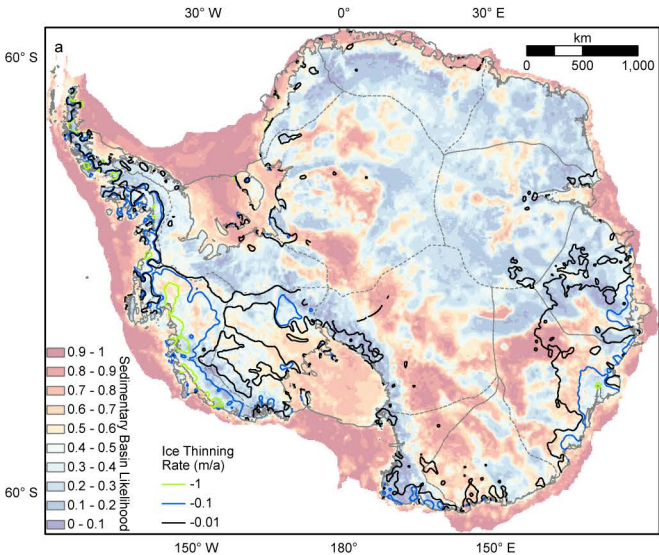 30° W 0° 30° E
60° S
a
km
0 500 1,000
0.9 - 1
0.8 - 0.9
0.7 - 0.8
0.6 - 0.7
0.5 - 0.6
0.4 - 0.5
0.3 - 0.4
0.2 - 0.3
0.1 - 0.2
0 - 0.1
Sedimentary Basin Likelihood
Ice Thinning
Rate (m/a)
-1
-0.1
-0.01
60° S
150° W 180° 150° E